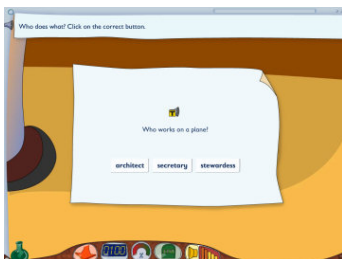 Who does what? Click on the correct button.
Who works on a plane?
architect secretary stewardess